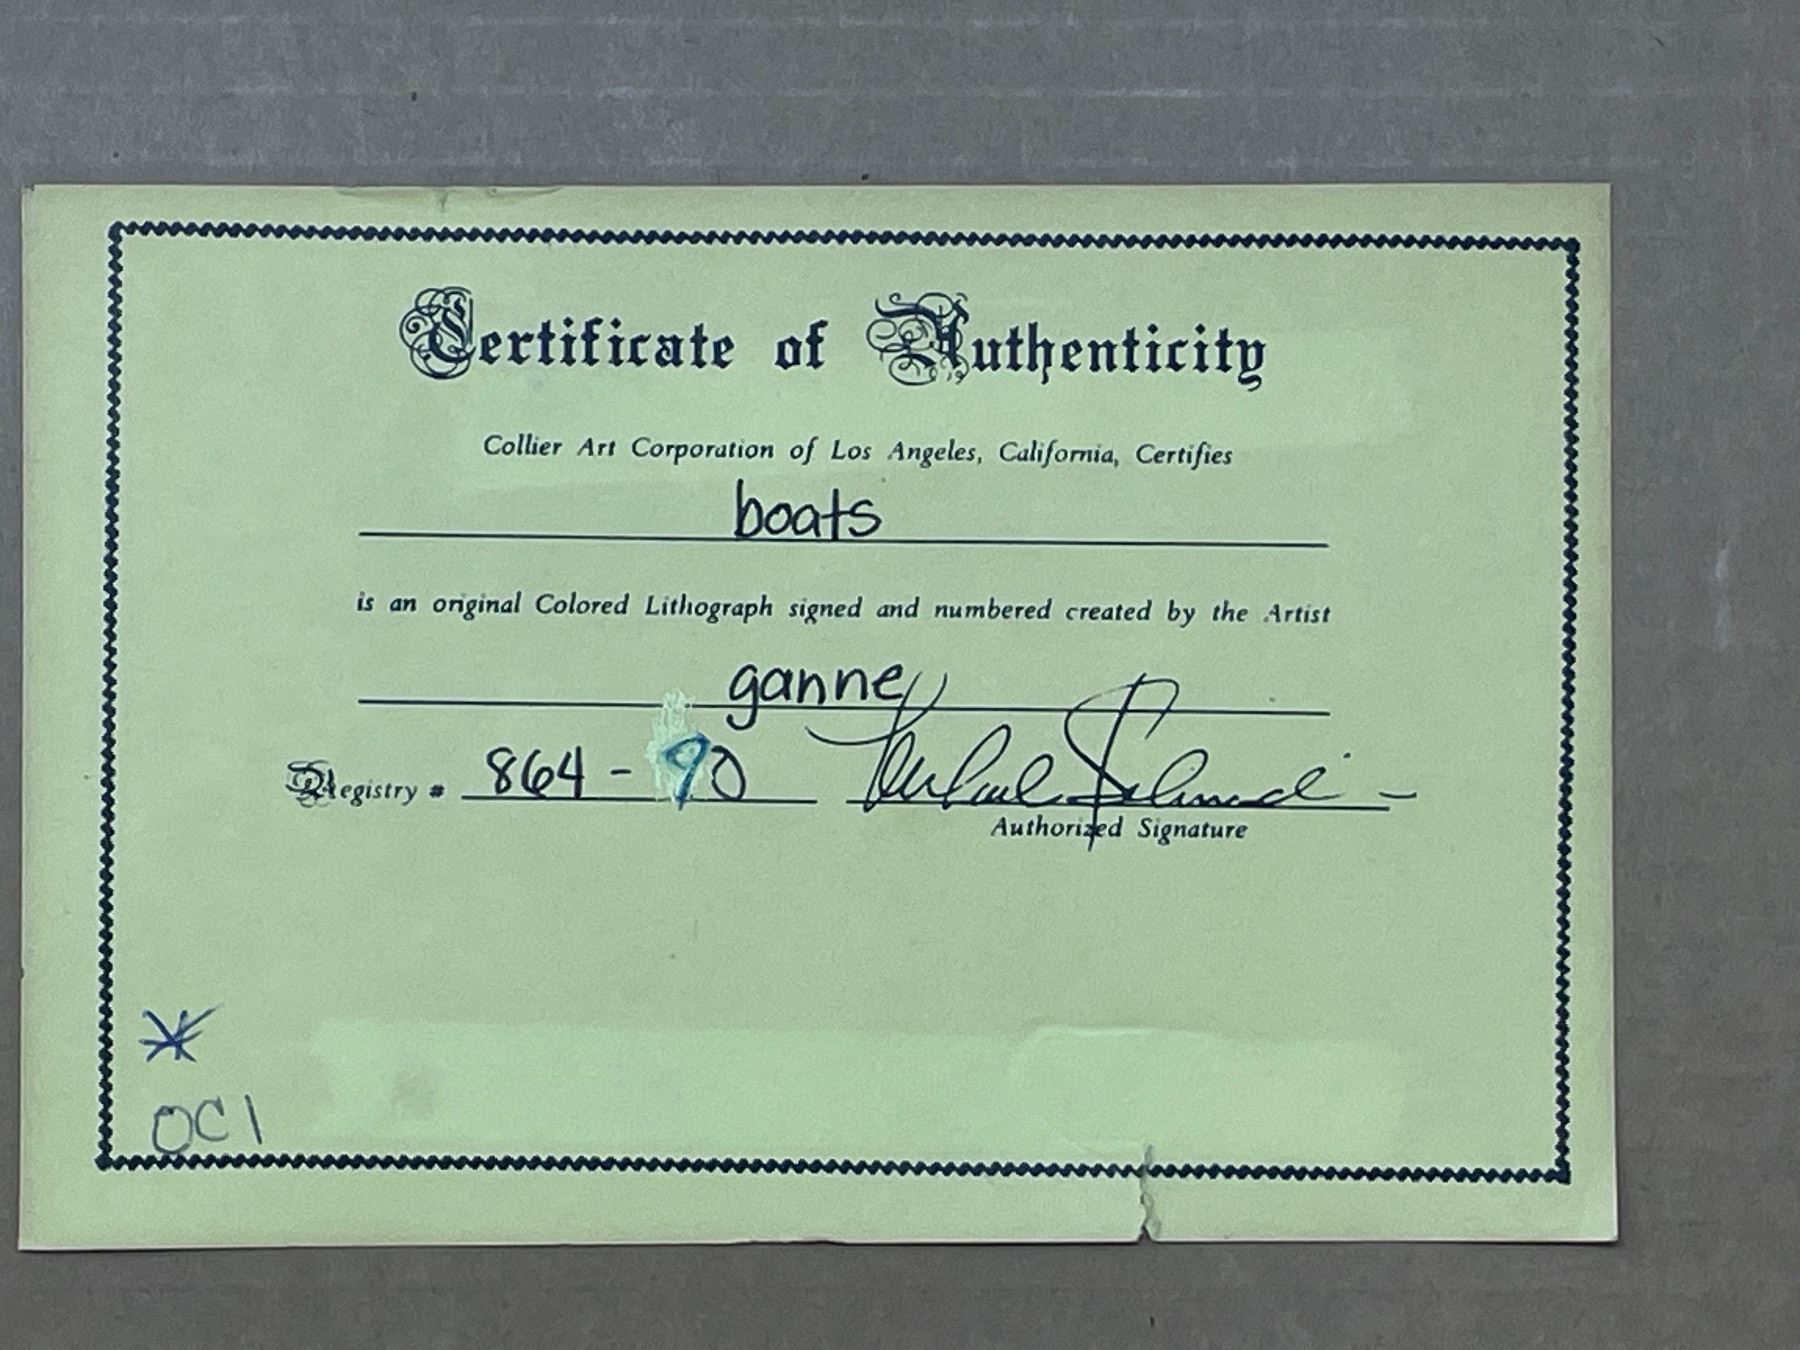 Certificate of Authenticity
Collier Art Corporation of Los Angeles, California, Certifies
boats
is an original Colored Lithograph signed and numbered created by the Artist
ganne
Registry # 864 - 90
Authorized Signature
OC1